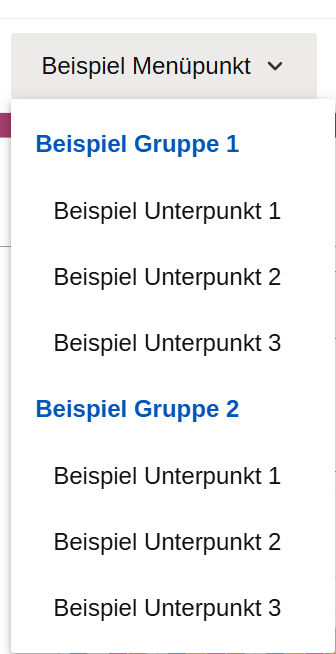 Beispiel Menüpunkt
Beispiel Gruppe 1
Beispiel Unterpunkt 1
Beispiel Unterpunkt 2
Beispiel Unterpunkt 3
Beispiel Gruppe 2
Beispiel Unterpunkt 1
Beispiel Unterpunkt 2
Beispiel Unterpunkt 3